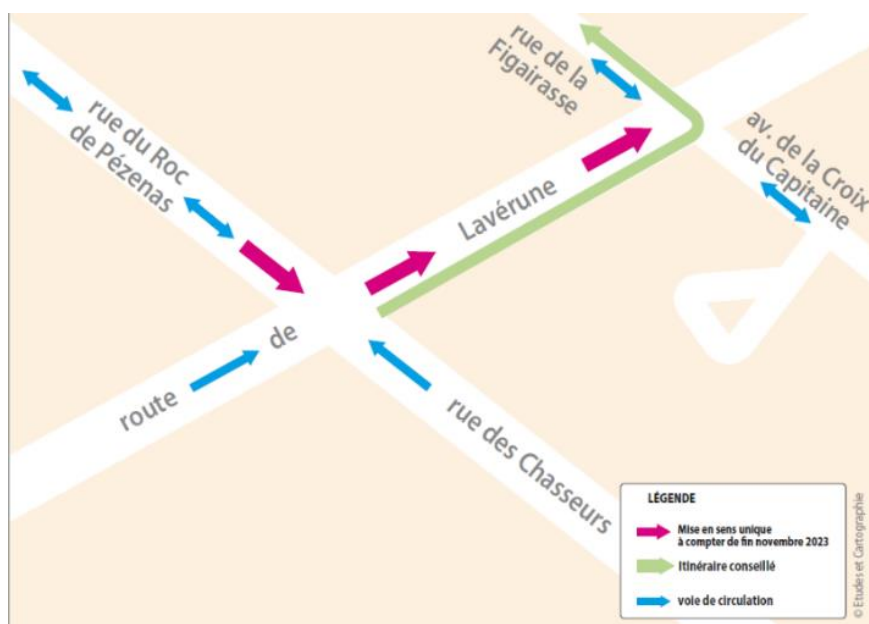 rue de la
Figairasse
rue du Roc
de Pézenas
av. de la Croix
du Capitaine
Lavérune
de
route
rue des Chasseurs
LÉGENDE
Mise en sens unique
à compter de fin novembre 2023
Itinéraire conseillé
voie de circulation
© Etudes et Cartographie